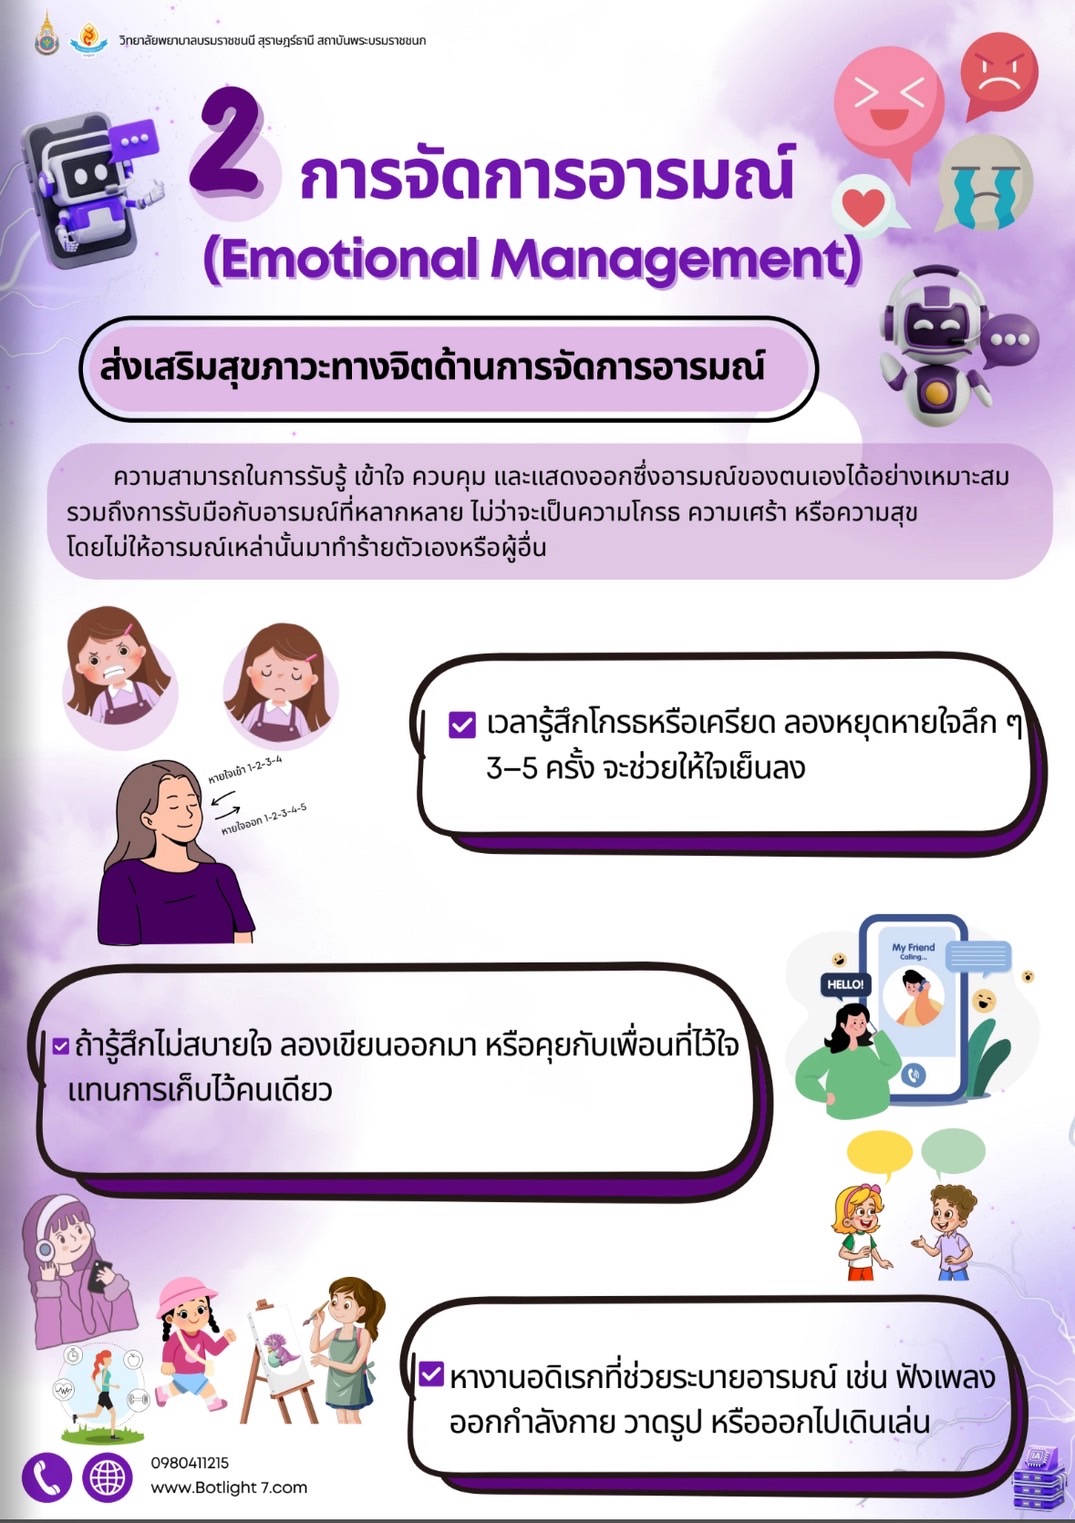 วิทยาลัยพยาบาลบรมราชชนนี สุราษฎร์ธานี สถาบันพระบรมราชชนก
2 การจัดการอารมณ์
(Emotional Management)
ส่งเสริมสุขภาวะทางจิตด้านการจัดการอารมณ์
ความสามารถในการรับรู้ เข้าใจ ควบคุม และแสดงออกซึ่งอารมณ์ของตนเองได้อย่างเหมาะสม
รวมถึงการรับมือกับอารมณ์ที่หลากหลาย ไม่ว่าจะเป็นความโกรธ ความเศร้า หรือความสุข
โดยไม่ให้อารมณ์เหล่านั้นมาทำร้ายตัวเองหรือผู้อื่น
เวลารู้สึกโกรธหรือเครียด ลองหยุดหายใจลึก ๆ
3–5 ครั้ง จะช่วยให้ใจเย็นลง
หายใจเข้า 1-2-3-4
หายใจออก 1-2-3-4-5
My Friend
Calling...
HELLO!
ถ้ารู้สึกไม่สบายใจ ลองเขียนออกมา หรือคุยกับเพื่อนที่ไว้ใจ
แทนการเก็บไว้คนเดียว
หางานอดิเรกที่ช่วยระบายอารมณ์ เช่น ฟังเพลง
ออกกำลังกาย วาดรูป หรือออกไปเดินเล่น
0980411215
www.Botlight 7.com